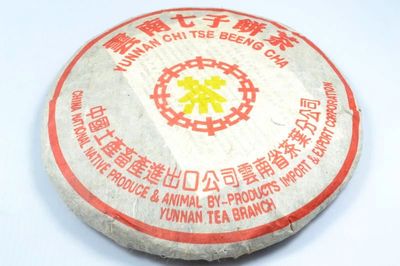 雲南七子餅茶
YUNNAN CHI TSE BEENG CHA
茶
中國土產畜產進出口公司雲南省茶葉分公司
CHINA NATIONAL NATIVE PRODUCE & ANIMAL BY-PRODUCTS IMPORT & EXPORT CORPORATION
YUNNAN TEA BRANCH